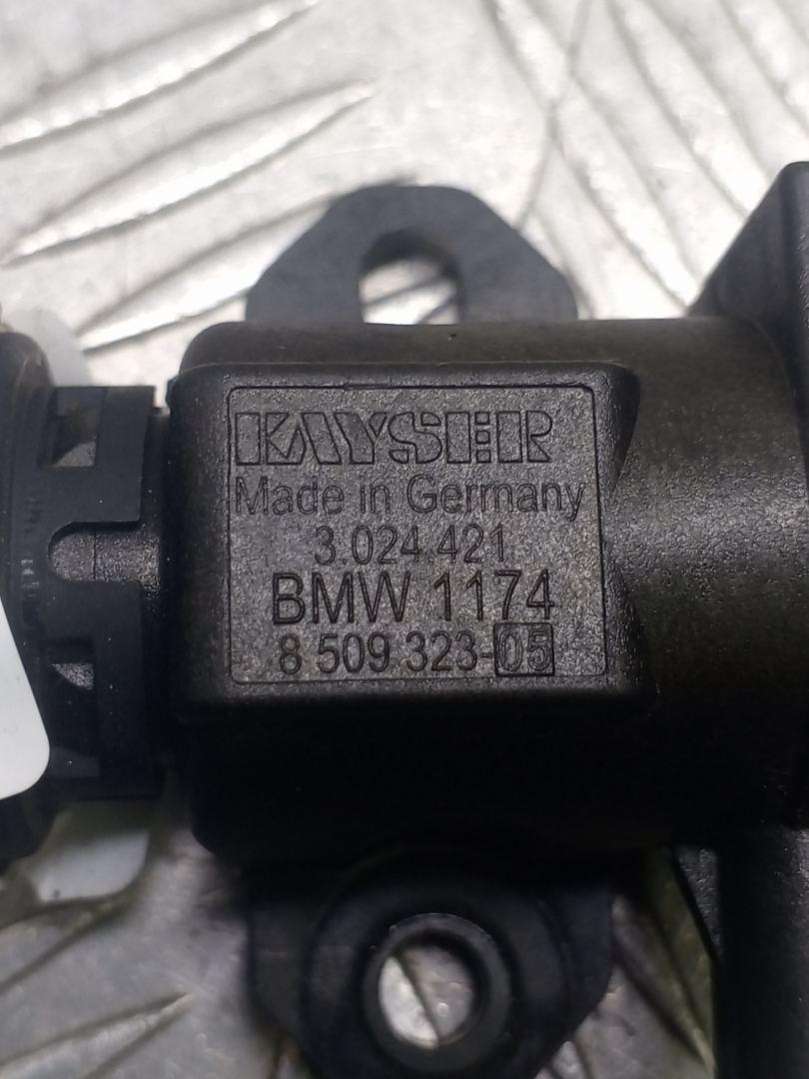 KAYSER
Made in Germany
3.024.421
BMW 1174
8 509 323-05